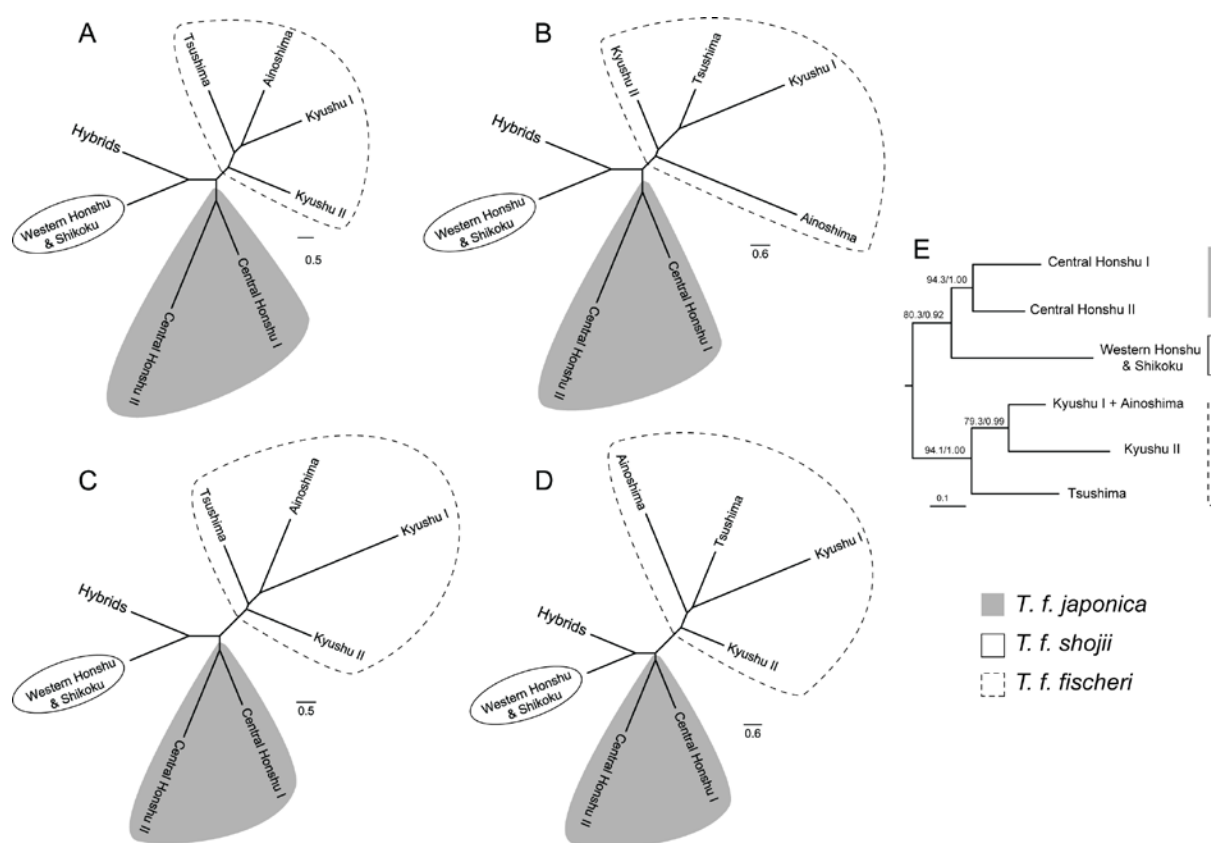 A
Tsushima
Ainoshima
Kyushu I
Kyushu II
Hybrids
Western Honshu
& Shikoku
Central Honshu I
Central Honshu II
0.5
B
Kyushu II
Tsushima
Kyushu I
Ainoshima
Hybrids
Western Honshu
& Shikoku
Central Honshu I
Central Honshu II
0.6
C
Tsushima
Ainoshima
Kyushu I
Kyushu II
Hybrids
Western Honshu
& Shikoku
Central Honshu I
Central Honshu II
0.5
D
Ainoshima
Tsushima
Kyushu I
Kyushu II
Hybrids
Western Honshu
& Shikoku
Central Honshu I
Central Honshu II
0.6
E
Central Honshu I
94.3/1.00
Central Honshu II
80.3/0.92
Western Honshu
& Shikoku
Kyushu I + Ainoshima
79.3/0.99
Kyushu II
94.1/1.00
Tsushima
0.1
T. f. japonica
T. f. shojii
T. f. fischeri